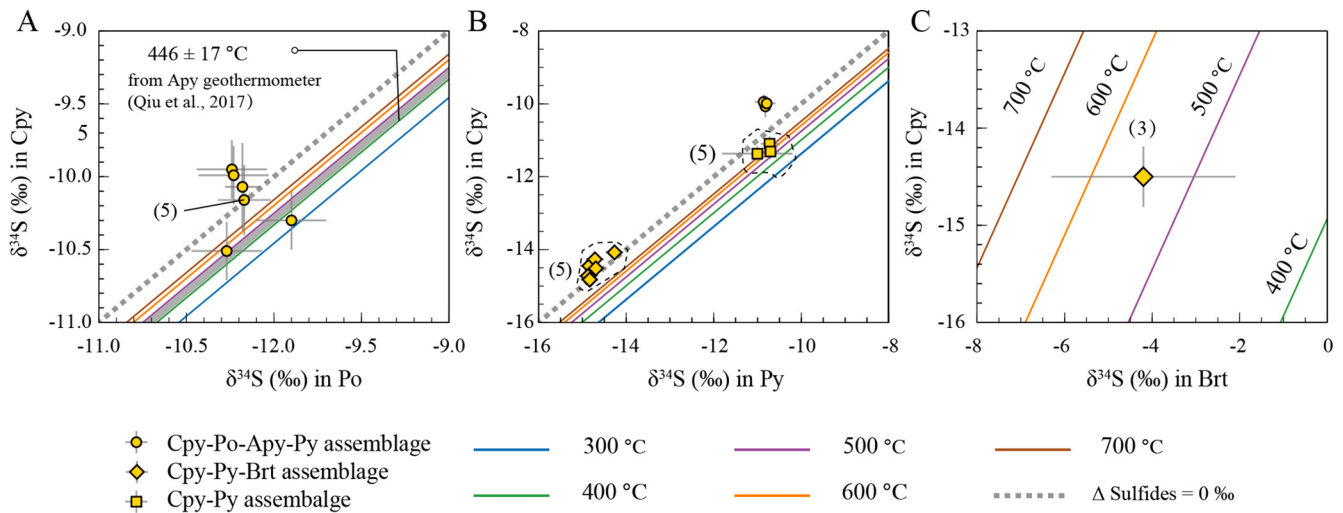 A
-9.0
-9.5
5
-10.0
-10.5
-11.0
δ³⁴S (‰) in Cpy
446 ± 17 °C
from Apy geothermometer
(Qiu et al., 2017)
(5)
-11.0
-10.5
-12.0
-9.5
-9.0
δ³⁴S (‰) in Po
B
-8
-10
-12
-14
-16
δ³⁴S (‰) in Cpy
(5)
(5)
-16
-14
-12
-10
-8
δ³⁴S (‰) in Py
C
-13
-14
-15
-16
δ³⁴S (‰) in Cpy
700 °C
600 °C
500 °C
400 °C
(3)
-8
-6
-4
-2
0
δ³⁴S (‰) in Brt
Cpy-Po-Apy-Py assemblage
Cpy-Py-Brt assemblage
Cpy-Py assembalge
300 °C
400 °C
500 °C
600 °C
700 °C
Δ Sulfides = 0 ‰